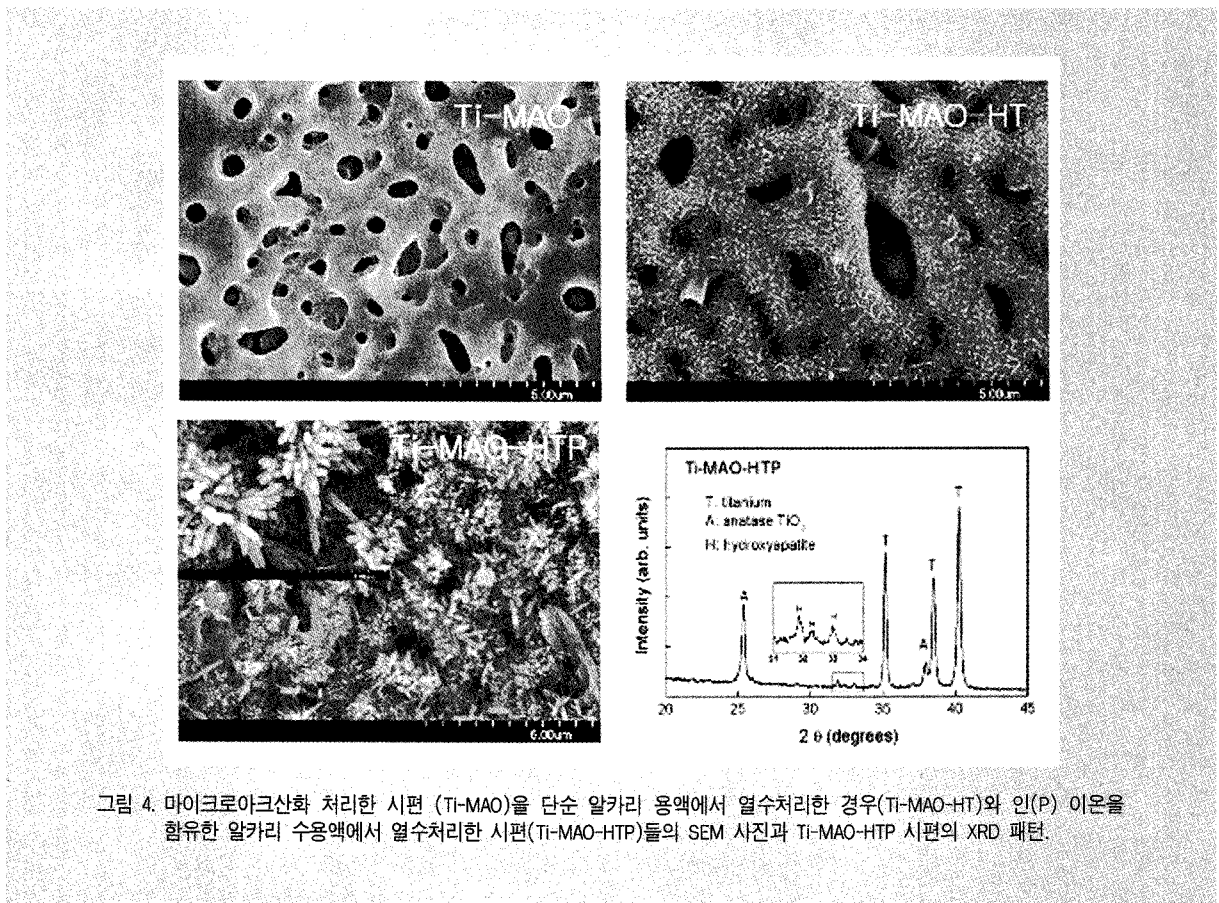 Ti-MAO
Ti-MAO-HT
5.00um
5.00um
Ti-MAO-HTP
5.00um
Ti-MAO-HTP
T: titanium
A: anatase TiO₂
H: hydroxyapatite
T
T
T
A
A
H
H
H
31 32 33 34
Intensity (arb. units)
20 25 30 35 40 45
2 θ (degrees)
그림 4. 마이크로아크산화 처리한 시편 (Ti-MAO)을 단순 알카리 용액에서 열수처리한 경우(Ti-MAO-HT)와 인(P) 이온을
함유한 알카리 수용액에서 열수처리한 시편(Ti-MAO-HTP)들의 SEM 사진과 Ti-MAO-HTP 시편의 XRD 패턴.